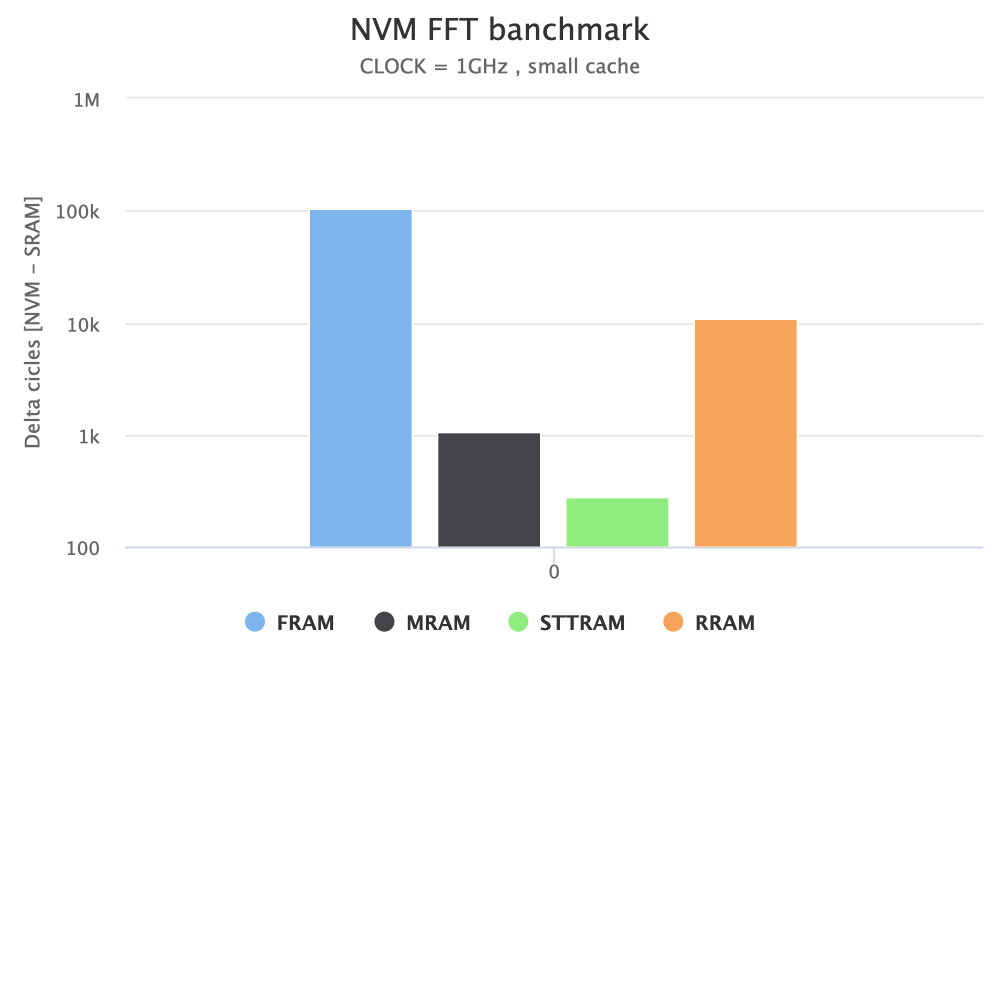 NVM FFT banchmark
CLOCK = 1GHz , small cache
Delta cicles [NVM – SRAM]
1M
100k
10k
1k
100
0
FRAM MRAM STTRAM RRAM